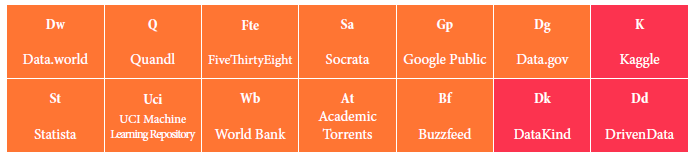 Dw
Data.world
Q
Quandl
Fte
FiveThirtyEight
Sa
Socrata
Gp
Google Public
Dg
Data.gov
K
Kaggle
St
Statista
Uci
UCI Machine
Learning Repository
Wb
World Bank
At
Academic
Torrents
Bf
Buzzfeed
Dk
DataKind
Dd
DrivenData